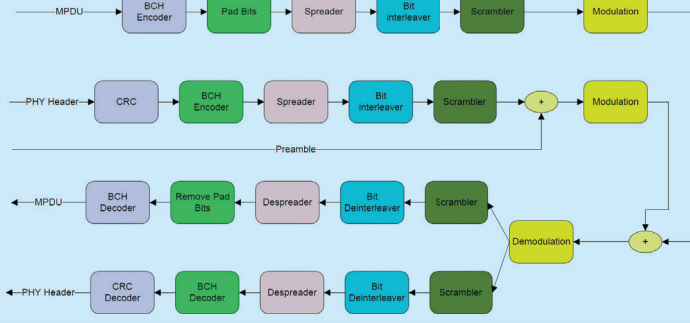 MPDU
BCH
Encoder
Pad Bits
Spreader
Bit
interleaver
Scrambler
Modulation
PHY Header
CRC
BCH
Encoder
Spreader
Bit
Interleaver
Scrambler
+
Modulation
Preamble
MPDU
BCH
Decoder
Remove Pad
Bits
Despreader
Bit
Deinterleaver
Scrambler
Demodulation
+
PHY Header
CRC
Decoder
BCH
Decoder
Despreader
Bit
Deinterleaver
Scrambler